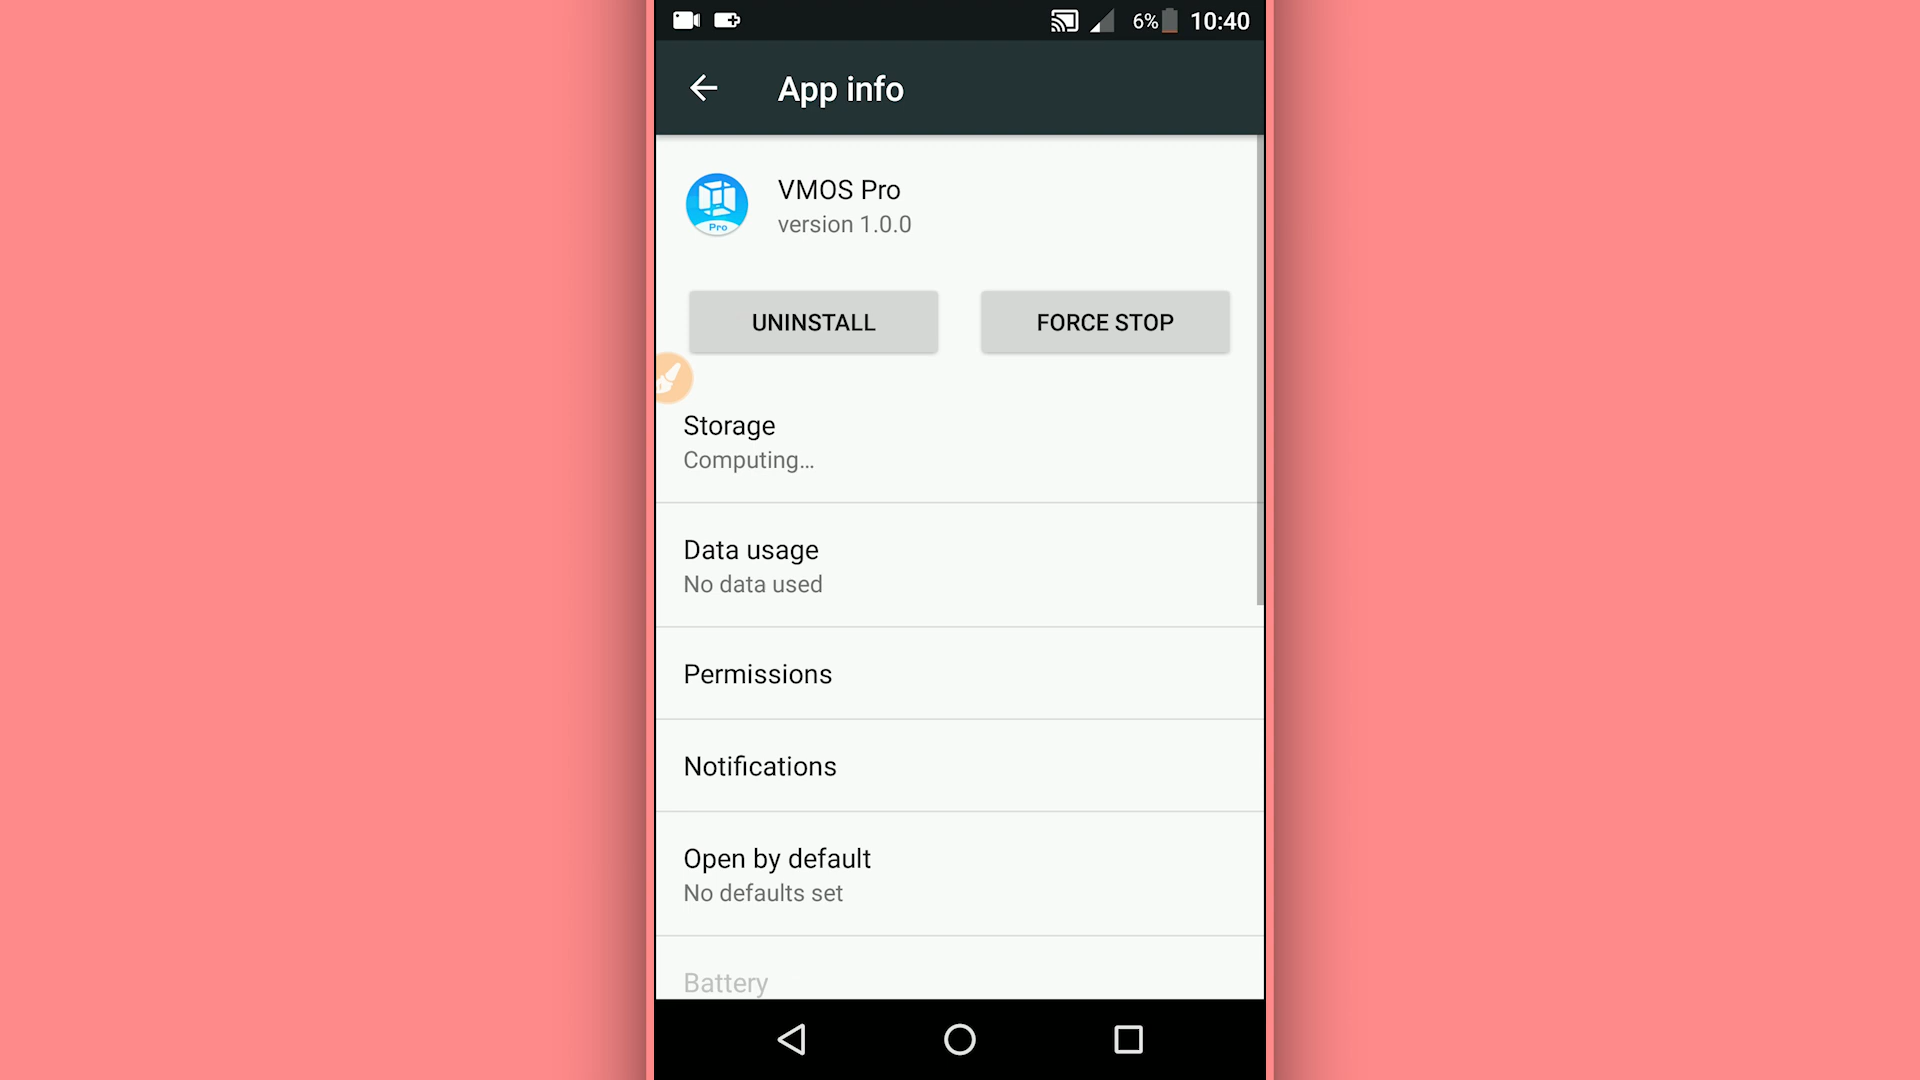 6% 10:40
App info
VMOS Pro
version 1.0.0
Pro
UNINSTALL FORCE STOP
Storage
Computing...
Data usage
No data used
Permissions
Notifications
Open by default
No defaults set
Battery